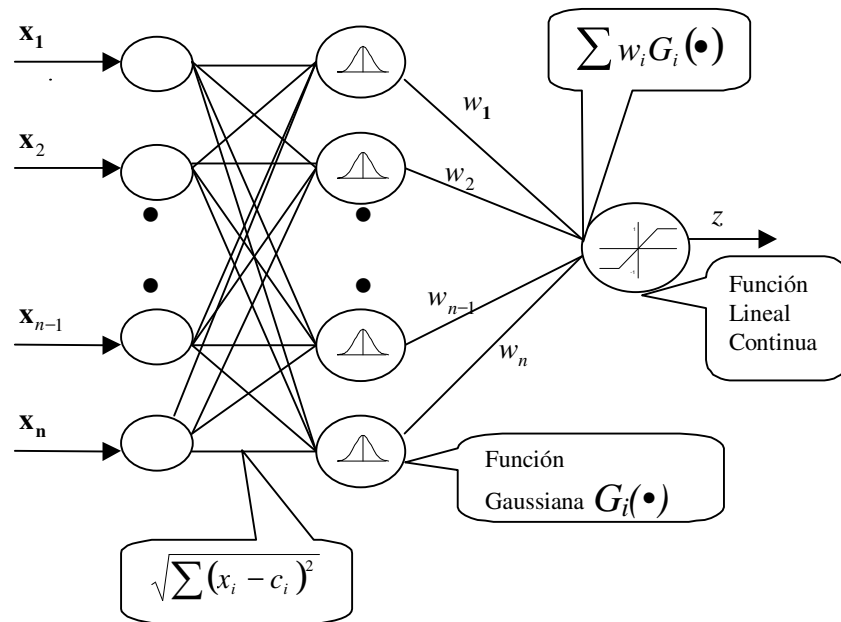 x₁
x₂
xₙ₋₁
xₙ
w₁
w₂
wₙ₋₁
wₙ
∑ wᵢGᵢ(•)
z
Función
Lineal
Continua
Función
Gaussiana Gᵢ(•)
√∑(xᵢ − cᵢ)²